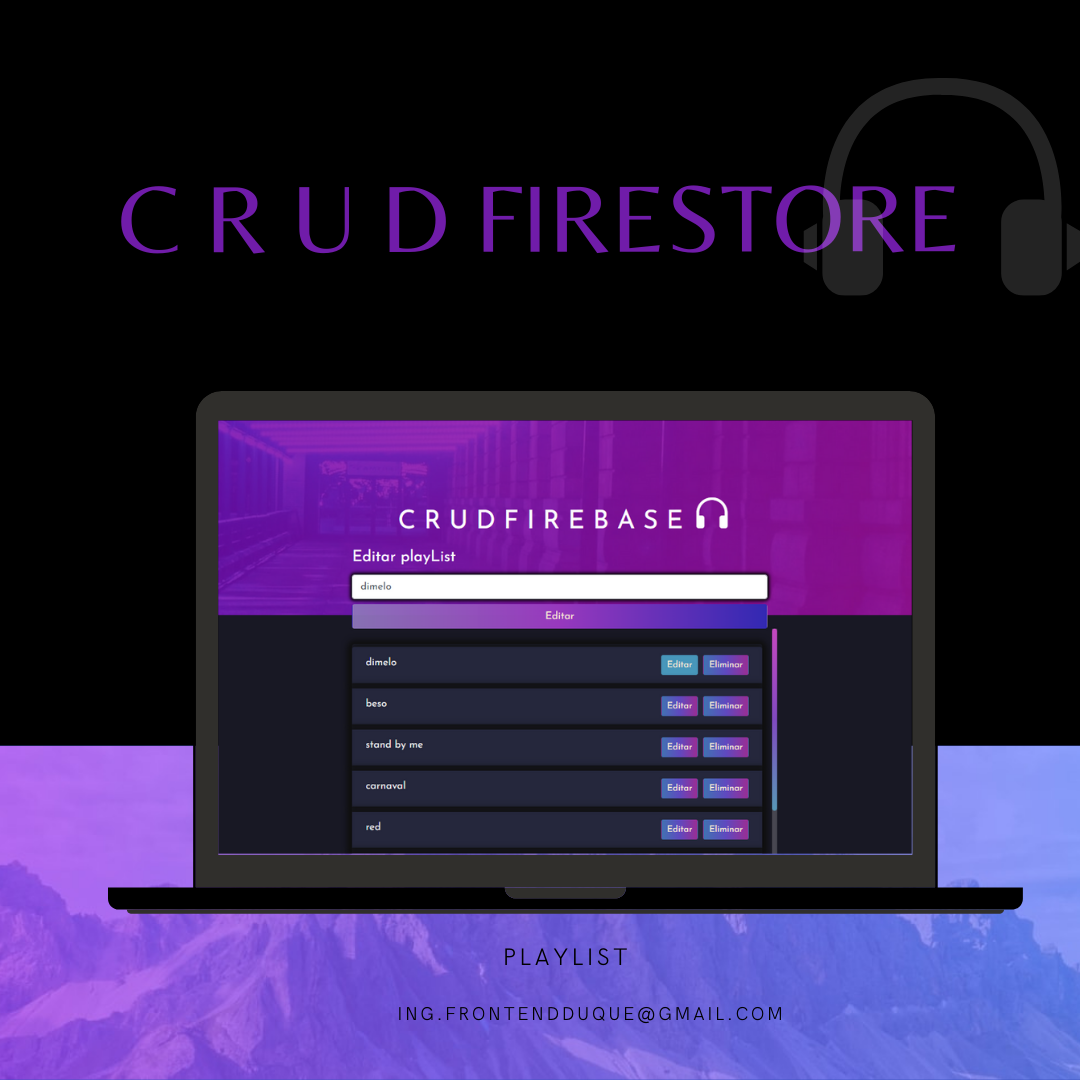 C R U D FIRESTORE
CRUDFIREBASE
Editar playList
dimelo
Editar
dimelo Editar Eliminar
beso Editar Eliminar
stand by me Editar Eliminar
carnaval Editar Eliminar
red Editar Eliminar
PLAYLIST
ING.FRONTENDDUQUE@GMAIL.COM